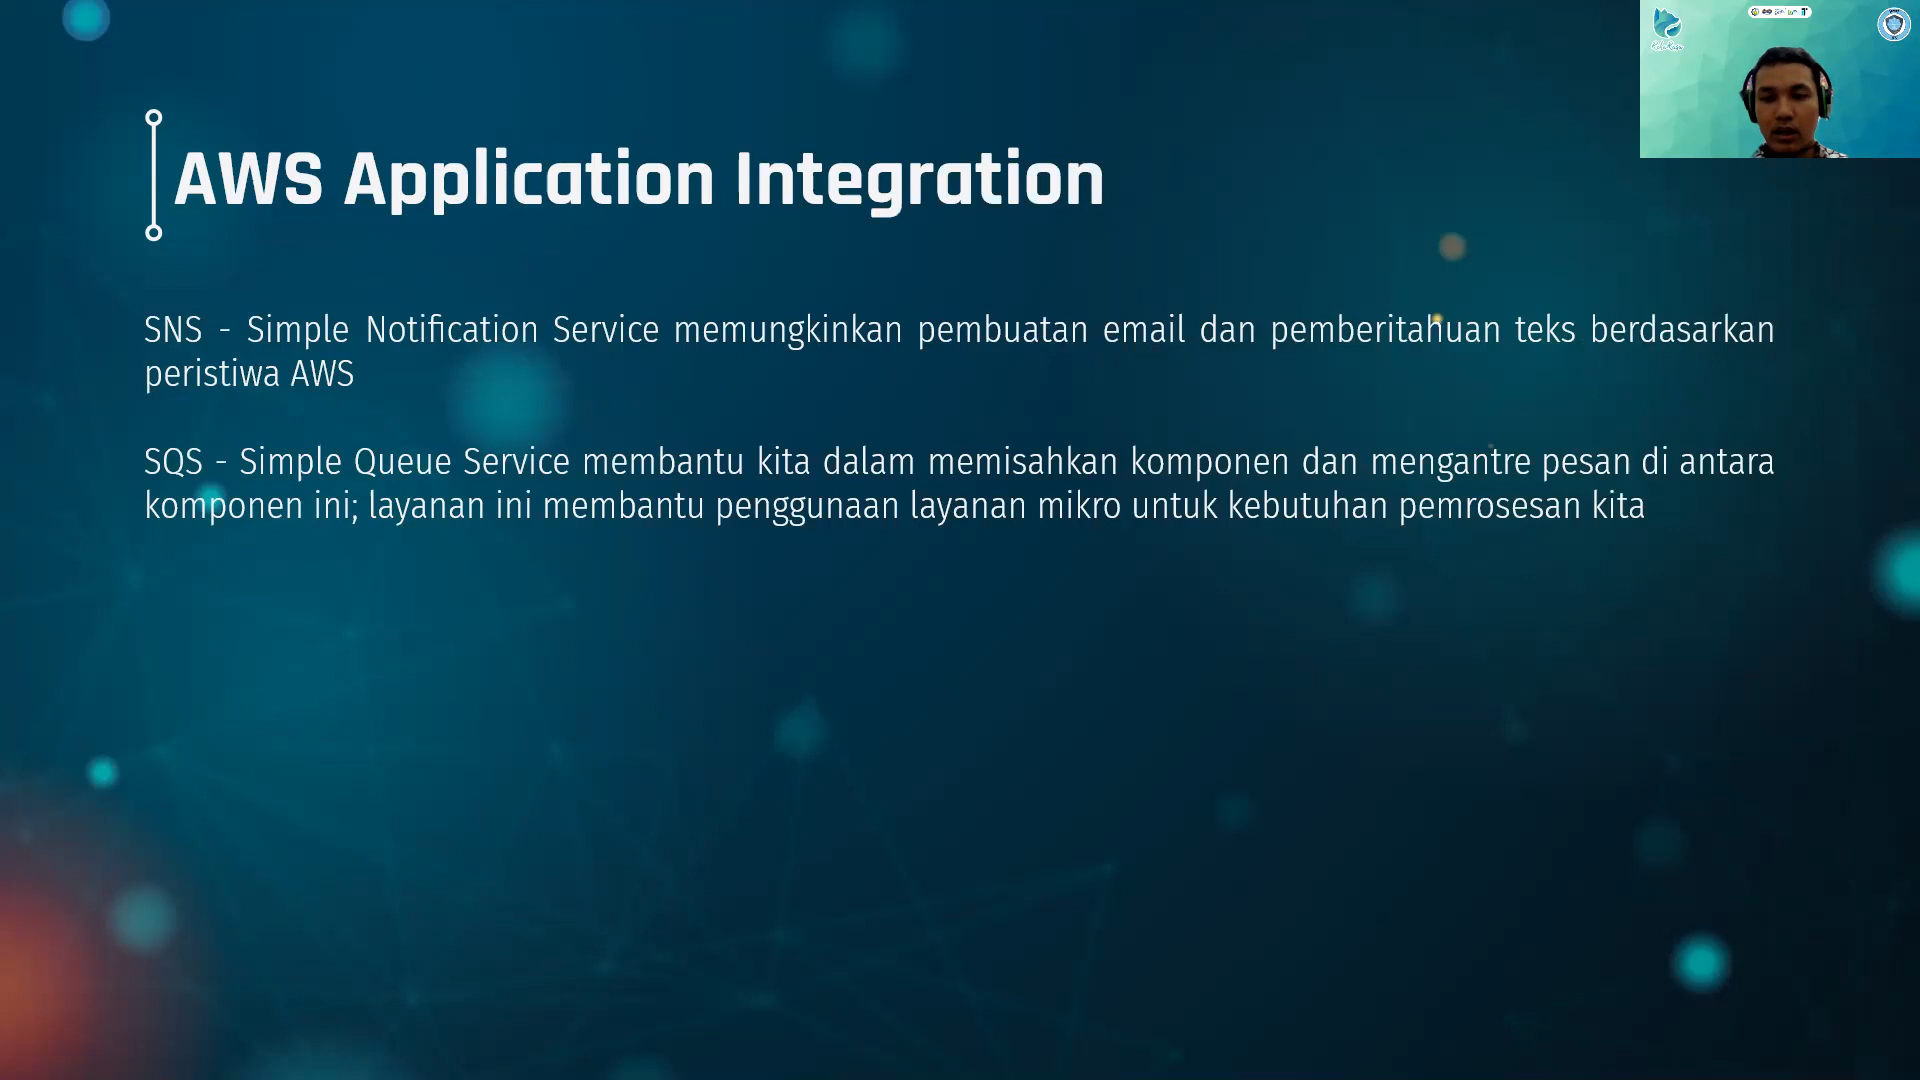 AWS Application Integration
SNS - Simple Notification Service memungkinkan pembuatan email dan pemberitahuan teks berdasarkan
peristiwa AWS
SQS - Simple Queue Service membantu kita dalam memisahkan komponen dan mengantre pesan di antara
komponen ini; layanan ini membantu penggunaan layanan mikro untuk kebutuhan pemrosesan kita